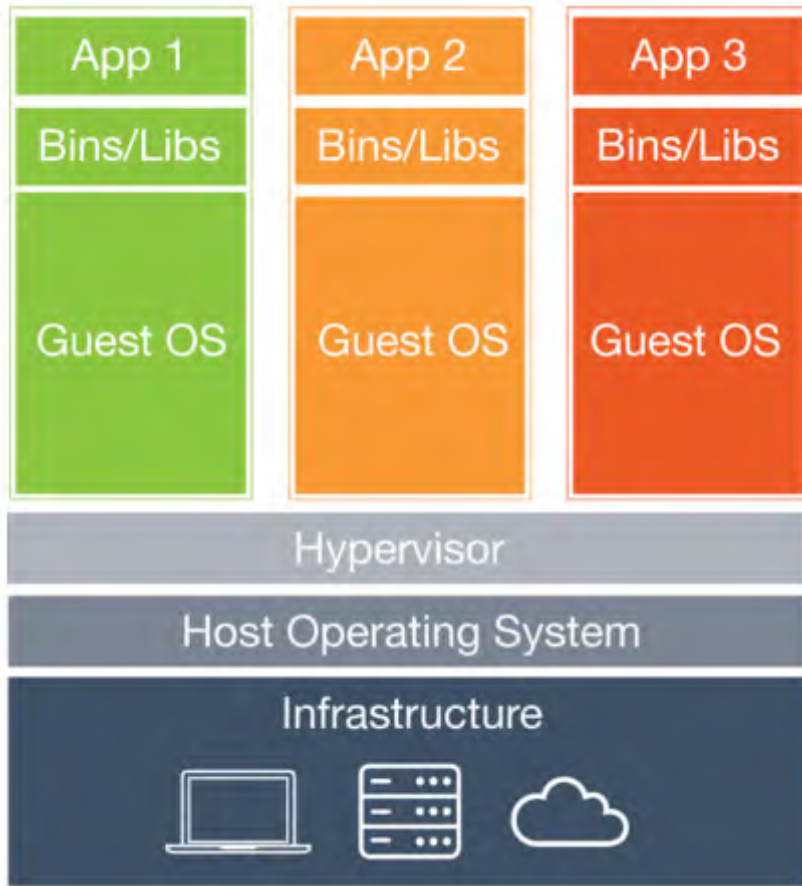 App 1
App 2
App 3
Bins/Libs
Bins/Libs
Bins/Libs
Guest OS
Guest OS
Guest OS
Hypervisor
Host Operating System
Infrastructure